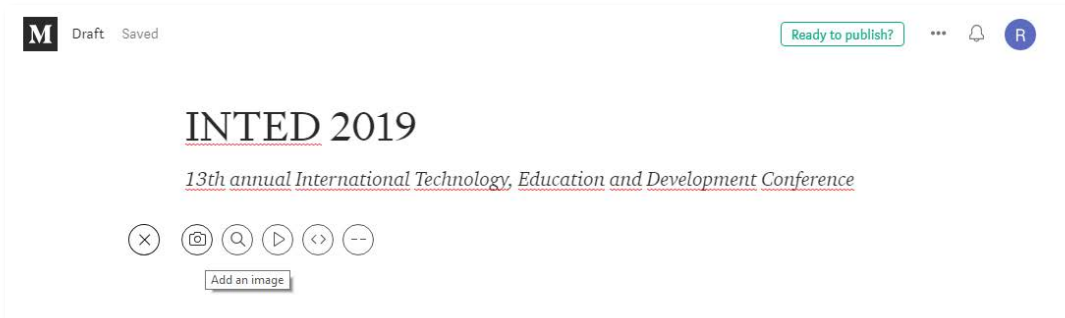 M Draft Saved Ready to publish? ••• R
INTED 2019
13th annual International Technology, Education and Development Conference
Add an image